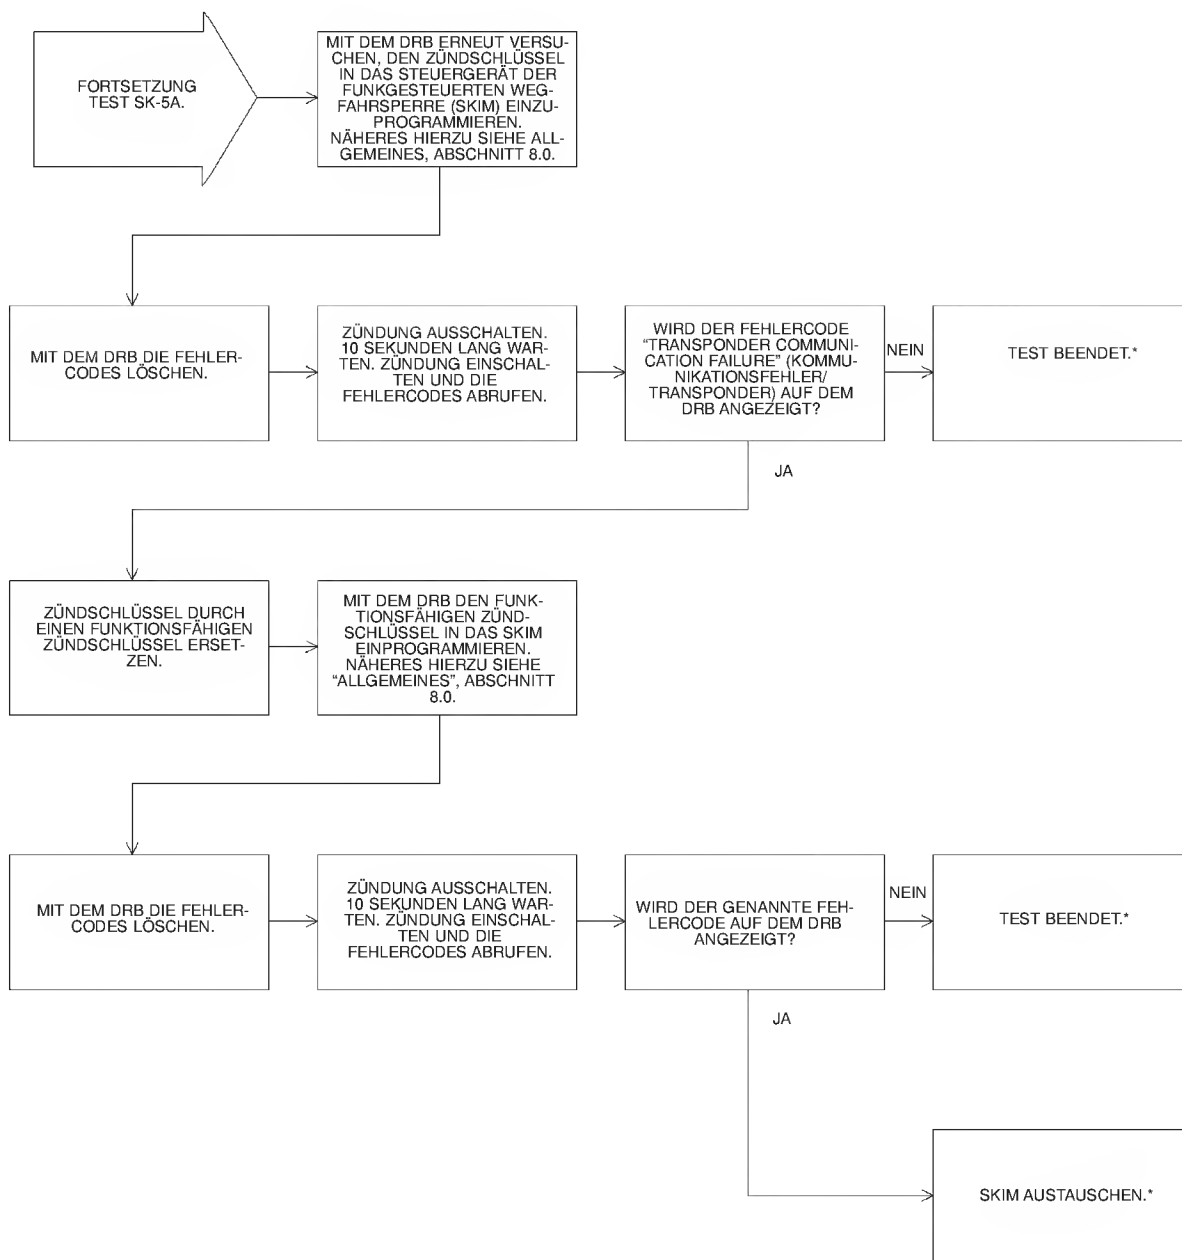 FORTSETZUNG
TEST SK-5A.
MIT DEM DRB ERNEUT VERSU-
CHEN, DEN ZÜNDSCHLÜSSEL
IN DAS STEUERGERÄT DER
FUNKGESTEUERTEN WEG-
FAHRSPERRE (SKIM) EINZU-
PROGRAMMIEREN.
NÄHERES HIERZU SIEHE ALL-
GEMEINES, ABSCHNITT 8.0.
MIT DEM DRB DIE FEHLER-
CODES LÖSCHEN.
ZÜNDUNG AUSSCHALTEN.
10 SEKUNDEN LANG WAR-
TEN. ZÜNDUNG EINSCHAL-
TEN UND DIE
FEHLERCODES ABRUFEN.
WIRD DER FEHLERCODE
“TRANSPONDER COMMUNI-
CATION FAILURE” (KOMMU-
NIKATIONSFEHLER/
TRANSPONDER) AUF DEM
DRB ANGEZEIGT?
NEIN
TEST BEENDET.*
JA
ZÜNDSCHLÜSSEL DURCH
EINEN FUNKTIONSFÄHIGEN
ZÜNDSCHLÜSSEL ERSET-
ZEN.
MIT DEM DRB DEN FUNK-
TIONSFÄHIGEN ZÜND-
SCHLÜSSEL IN DAS SKIM
EINPROGRAMMIEREN.
NÄHERES HIERZU SIEHE
“ALLGEMEINES”, ABSCHNITT
8.0.
MIT DEM DRB DIE FEHLER-
CODES LÖSCHEN.
ZÜNDUNG AUSSCHALTEN.
10 SEKUNDEN LANG WAR-
TEN. ZÜNDUNG EINSCHAL-
TEN UND DIE
FEHLERCODES ABRUFEN.
WIRD DER GENANNTE FEH-
LERCODE AUF DEM DRB
ANGEZEIGT?
NEIN
TEST BEENDET.*
JA
SKIM AUSTAUSCHEN.*